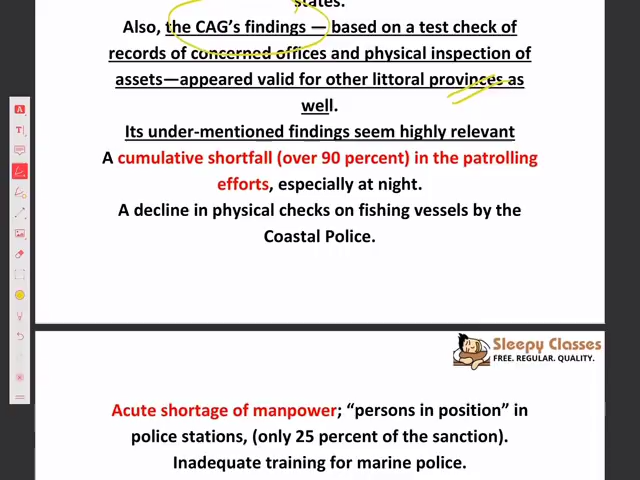 states.
Also, the CAG's findings — based on a test check of
records of concerned offices and physical inspection of
assets—appeared valid for other littoral provinces as
well.
Its under-mentioned findings seem highly relevant
A cumulative shortfall (over 90 percent) in the patrolling
efforts, especially at night.
A decline in physical checks on fishing vessels by the
Coastal Police.
Sleepy Classes
FREE. REGULAR. QUALITY.
Acute shortage of manpower; “persons in position” in
police stations, (only 25 percent of the sanction).
Inadequate training for marine police.